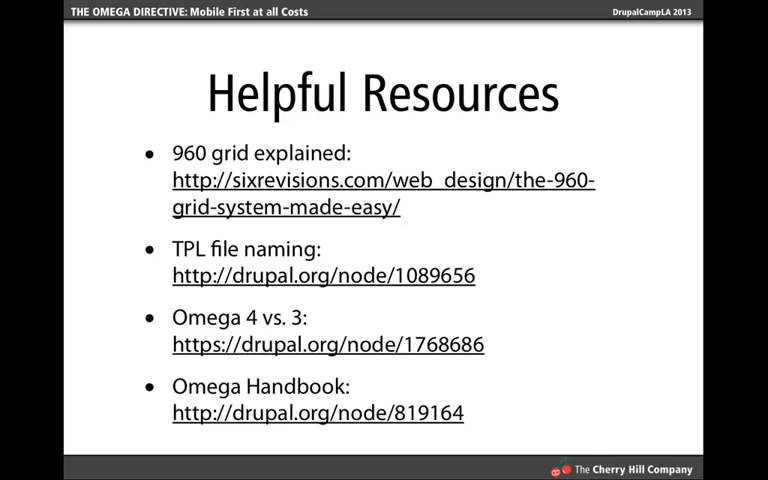 THE OMEGA DIRECTIVE: Mobile First at all Costs
DrupalCampLA 2013
Helpful Resources
• 960 grid explained:
http://sixrevisions.com/web_design/the-960-
grid-system-made-easy/
• TPL file naming:
http://drupal.org/node/1089656
• Omega 4 vs. 3:
https://drupal.org/node/1768686
• Omega Handbook:
http://drupal.org/node/819164
The Cherry Hill Company